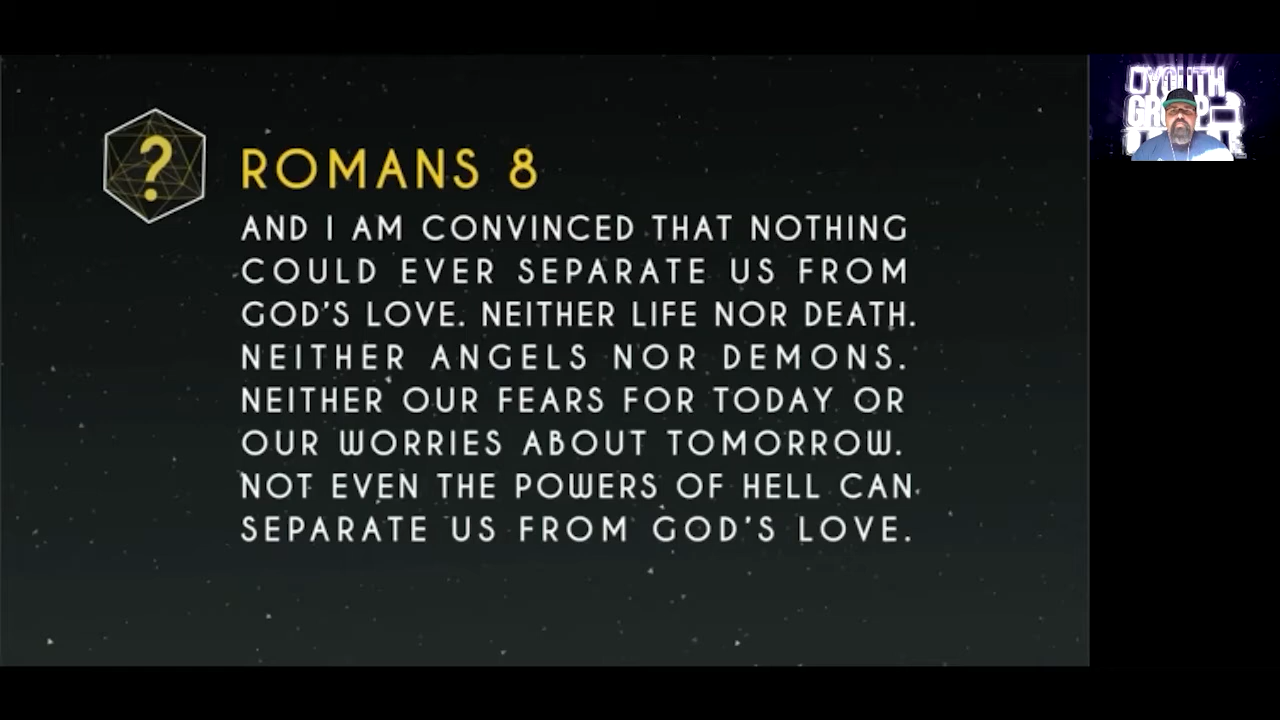 ?
ROMANS 8
AND I AM CONVINCED THAT NOTHING
COULD EVER SEPARATE US FROM
GOD'S LOVE. NEITHER LIFE NOR DEATH.
NEITHER ANGELS NOR DEMONS.
NEITHER OUR FEARS FOR TODAY OR
OUR WORRIES ABOUT TOMORROW.
NOT EVEN THE POWERS OF HELL CAN
SEPARATE US FROM GOD'S LOVE.
YOUTH